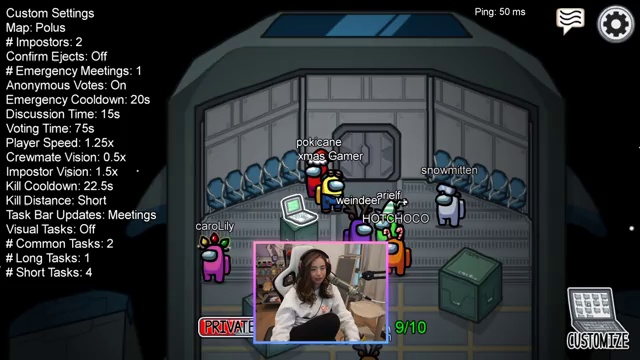 Custom Settings
Map: Polus
# Impostors: 2
Confirm Ejects: Off
# Emergency Meetings: 1
Anonymous Votes: On
Emergency Cooldown: 20s
Discussion Time: 15s
Voting Time: 75s
Player Speed: 1.25x
Crewmate Vision: 0.5x
Impostor Vision: 1.5x
Kill Cooldown: 22.5s
Kill Distance: Short
Task Bar Updates: Meetings
Visual Tasks: Off
# Common Tasks: 2
# Long Tasks: 1
# Short Tasks: 4
Ping: 50 ms
pokicane
xmas Gamer
snowmitten
weindeer
arielf
HOTCHOCO
caroLily
PRIVATE
9/10
CUSTOMIZE